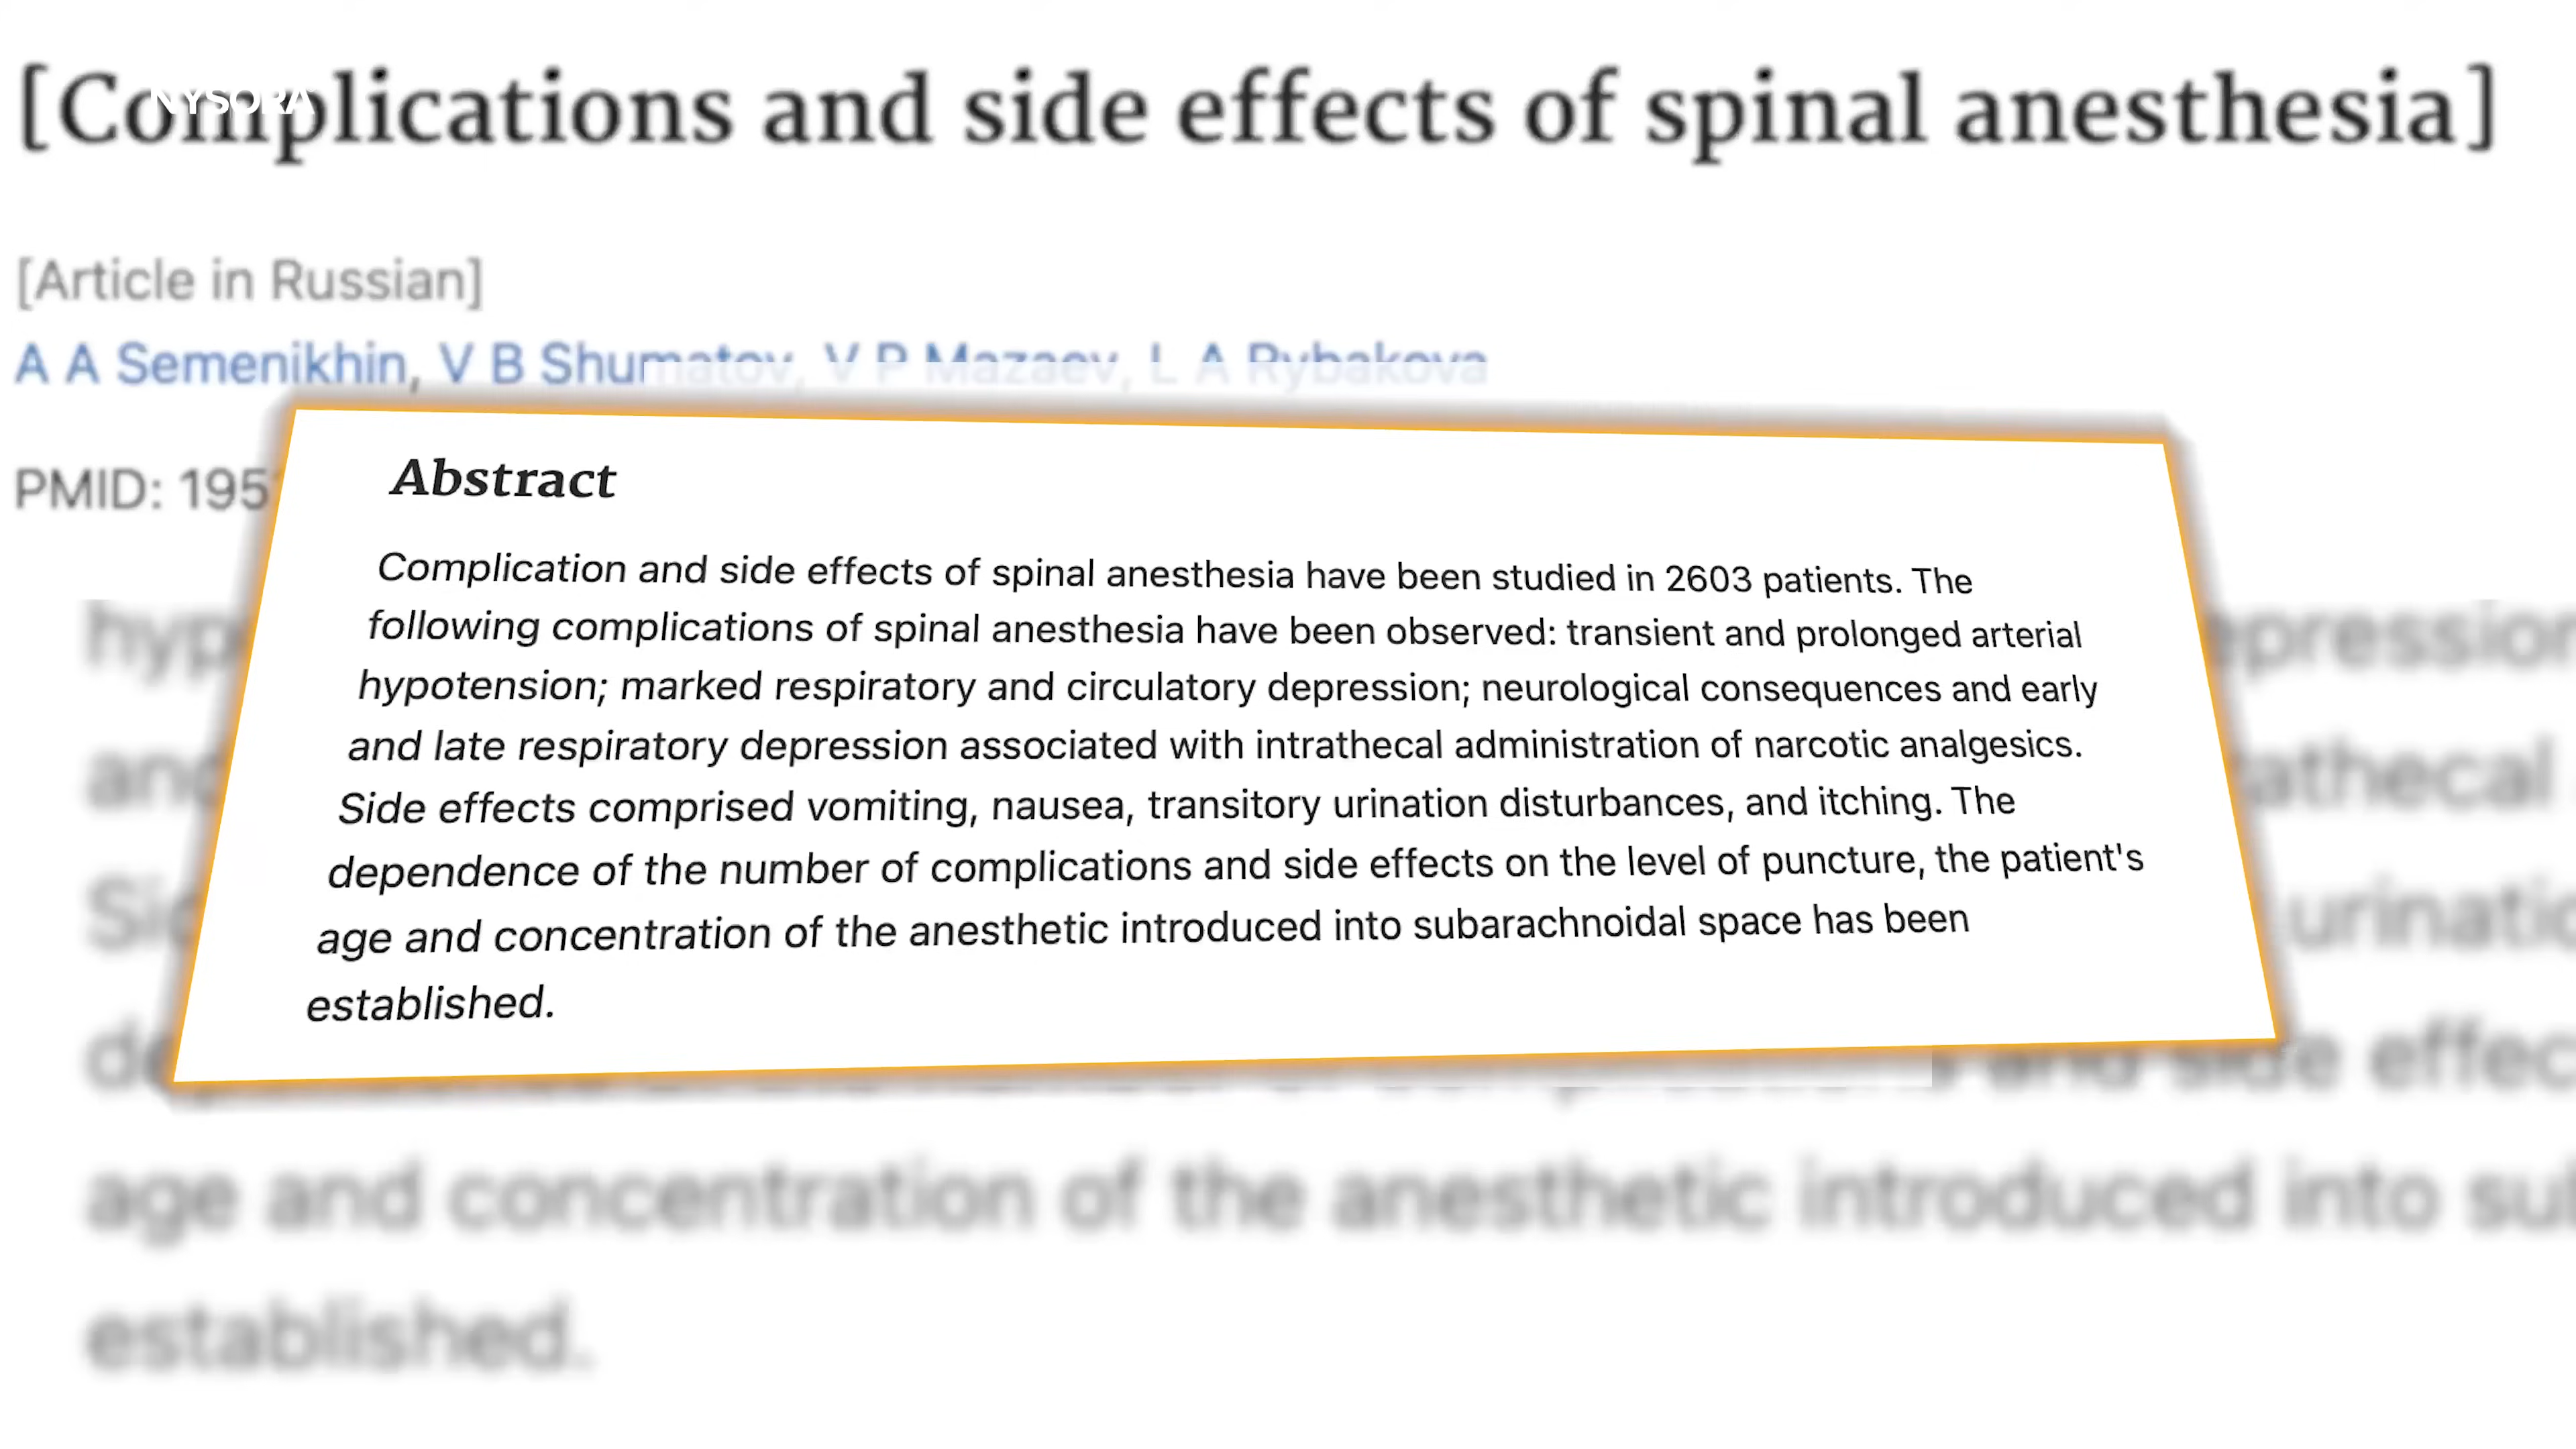 NYSORA
[Complications and side effects of spinal anesthesia]
[Article in Russian]
A A Semenikhin, V B Shumatov, V P Mazaev, L A Rybakova
PMID: 195
Abstract
Complication and side effects of spinal anesthesia have been studied in 2603 patients. The
following complications of spinal anesthesia have been observed: transient and prolonged arterial
hypotension; marked respiratory and circulatory depression; neurological consequences and early
and late respiratory depression associated with intrathecal administration of narcotic analgesics.
Side effects comprised vomiting, nausea, transitory urination disturbances, and itching. The
dependence of the number of complications and side effects on the level of puncture, the patient's
age and concentration of the anesthetic introduced into subarachnoidal space has been
established.
and side effec
age and concentration of the anesthetic introduced into su
established.